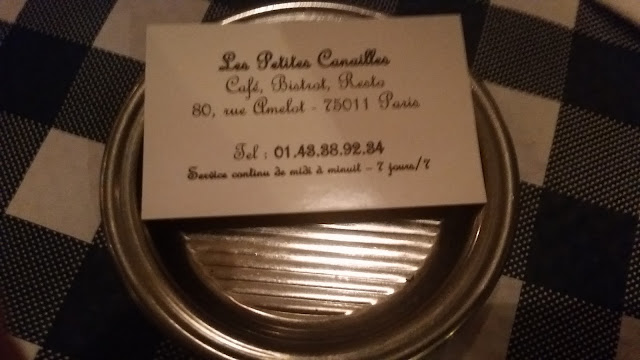 Les Petites Canailles
Café, Bistrot, Resto
80, rue Amelot - 75011 Paris
Tel : 01.43.38.92.34
Service continu de midi à minuit - 7 jours/7